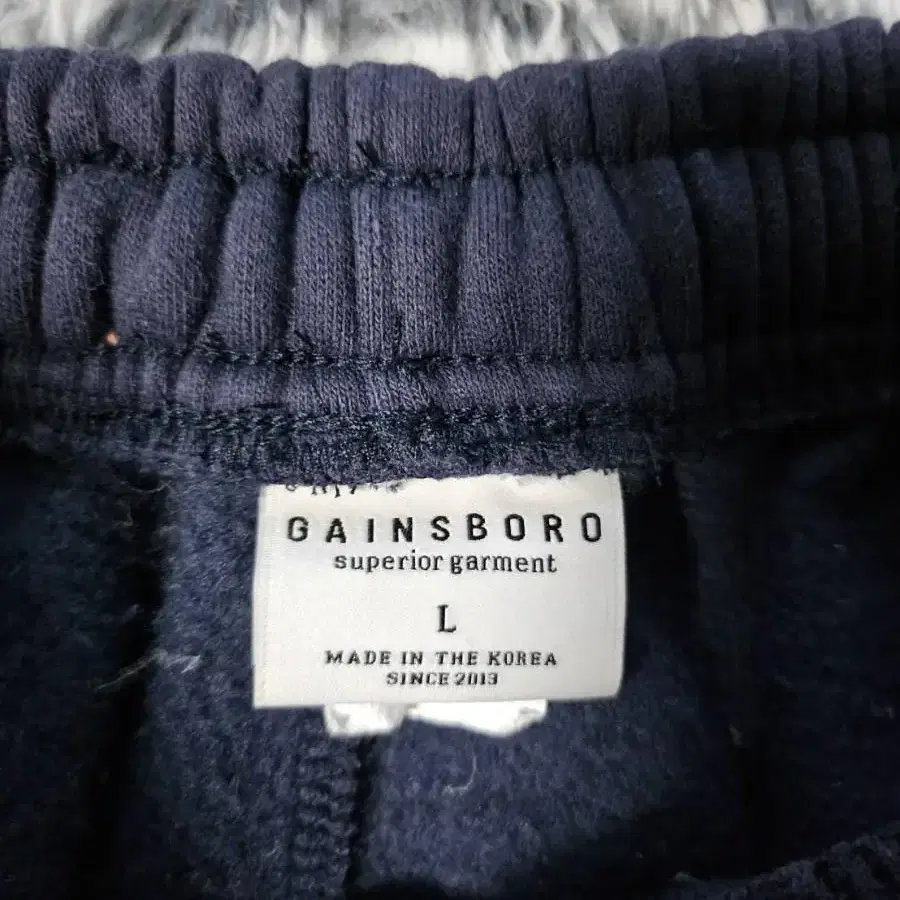 GAINSBORO
superior garment
L
MADE IN THE KOREA
SINCE 2013